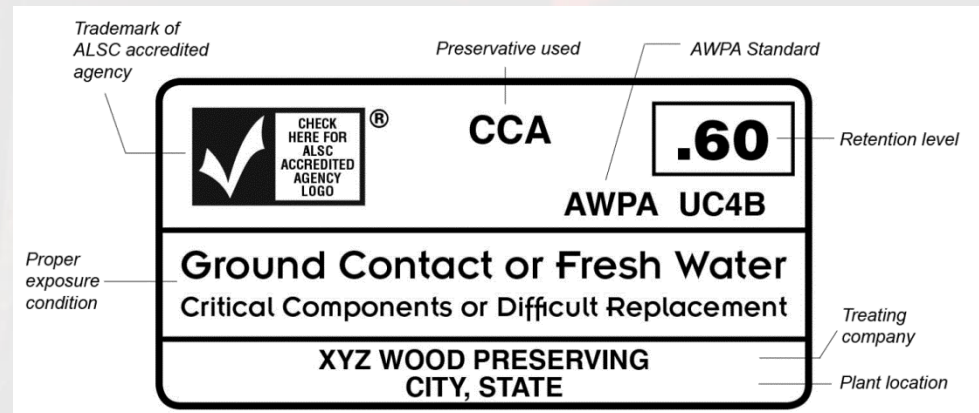 Trademark of
ALSC accredited
agency
Preservative used
AWPA Standard
CHECK
HERE FOR
ALSC
ACCREDITED
AGENCY
LOGO
®
CCA
.60
Retention level
AWPA UC4B
Proper
exposure
condition
Ground Contact or Fresh Water
Critical Components or Difficult Replacement
Treating
company
XYZ WOOD PRESERVING
CITY, STATE
Plant location